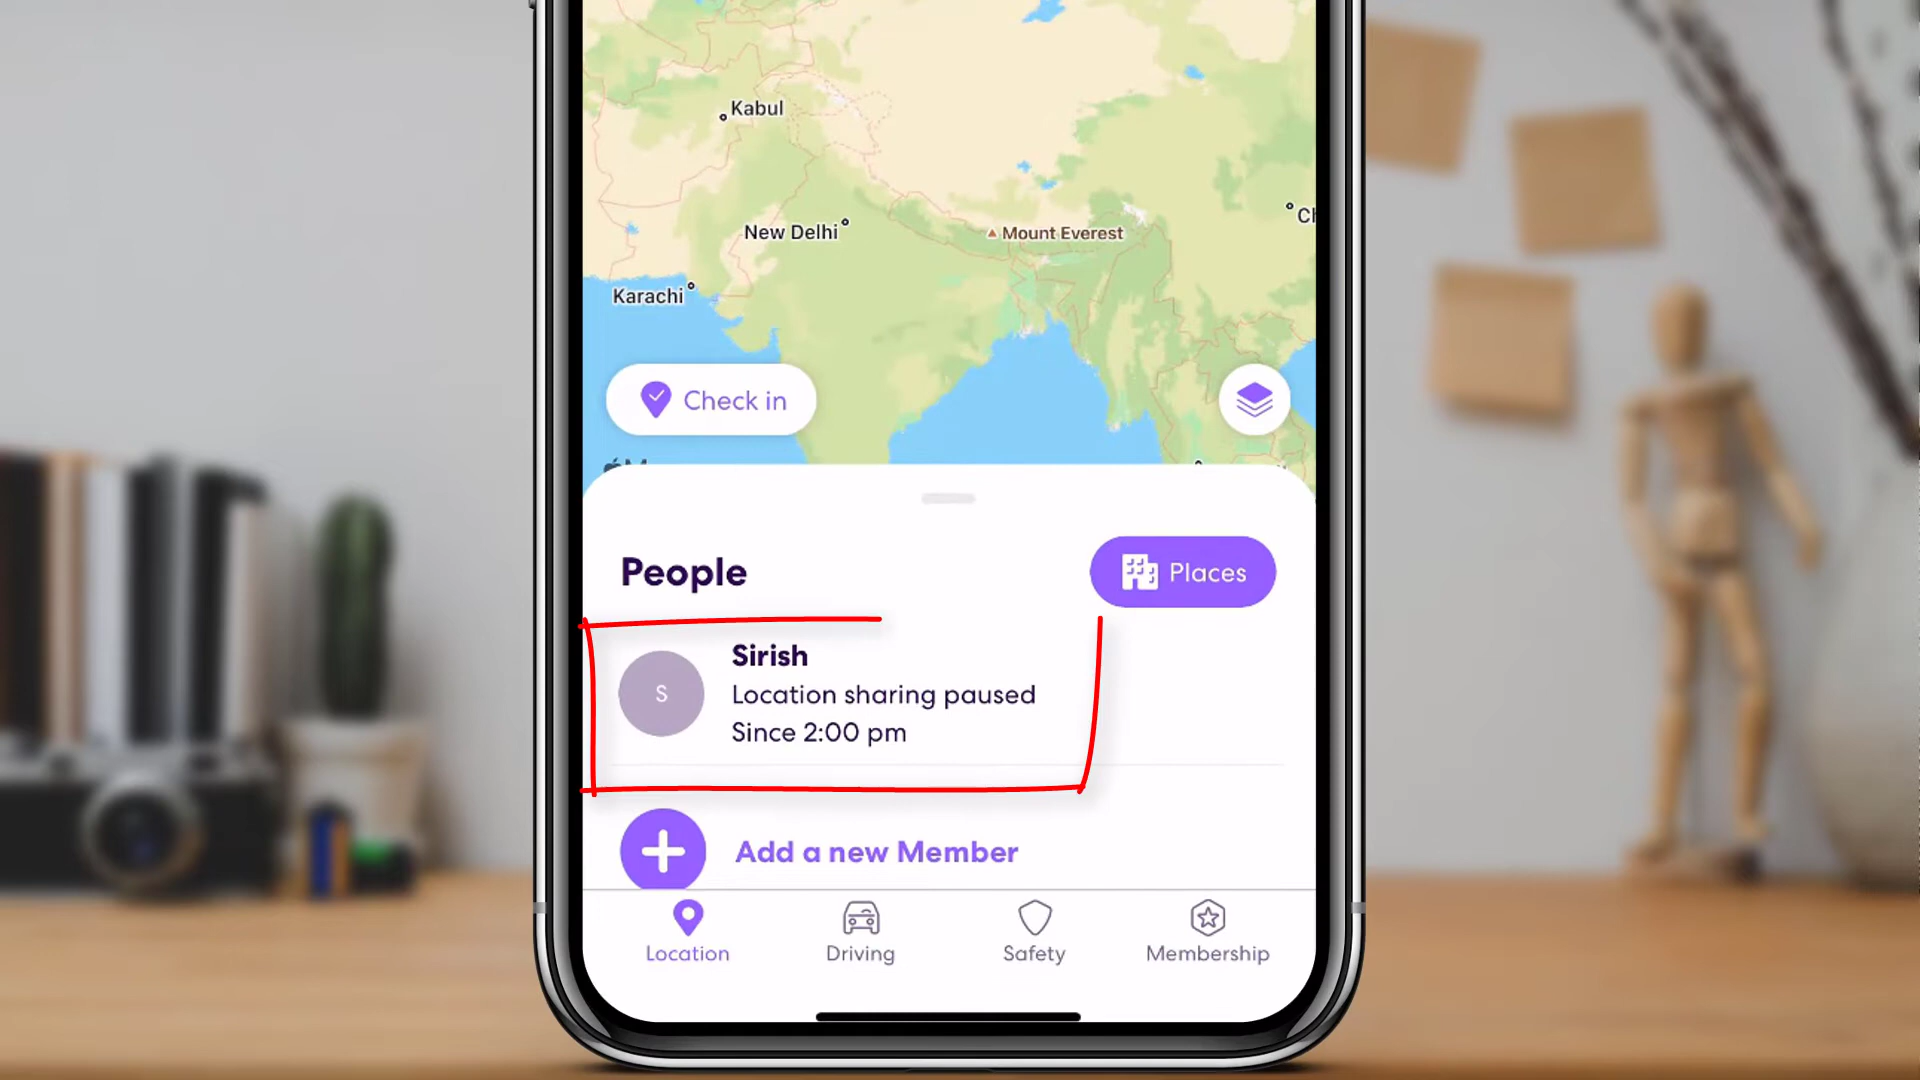 Kabul
New Delhi
Mount Everest
Karachi
Check in
People
Places
S
Sirish
Location sharing paused
Since 2:00 pm
Add a new Member
Location
Driving
Safety
Membership